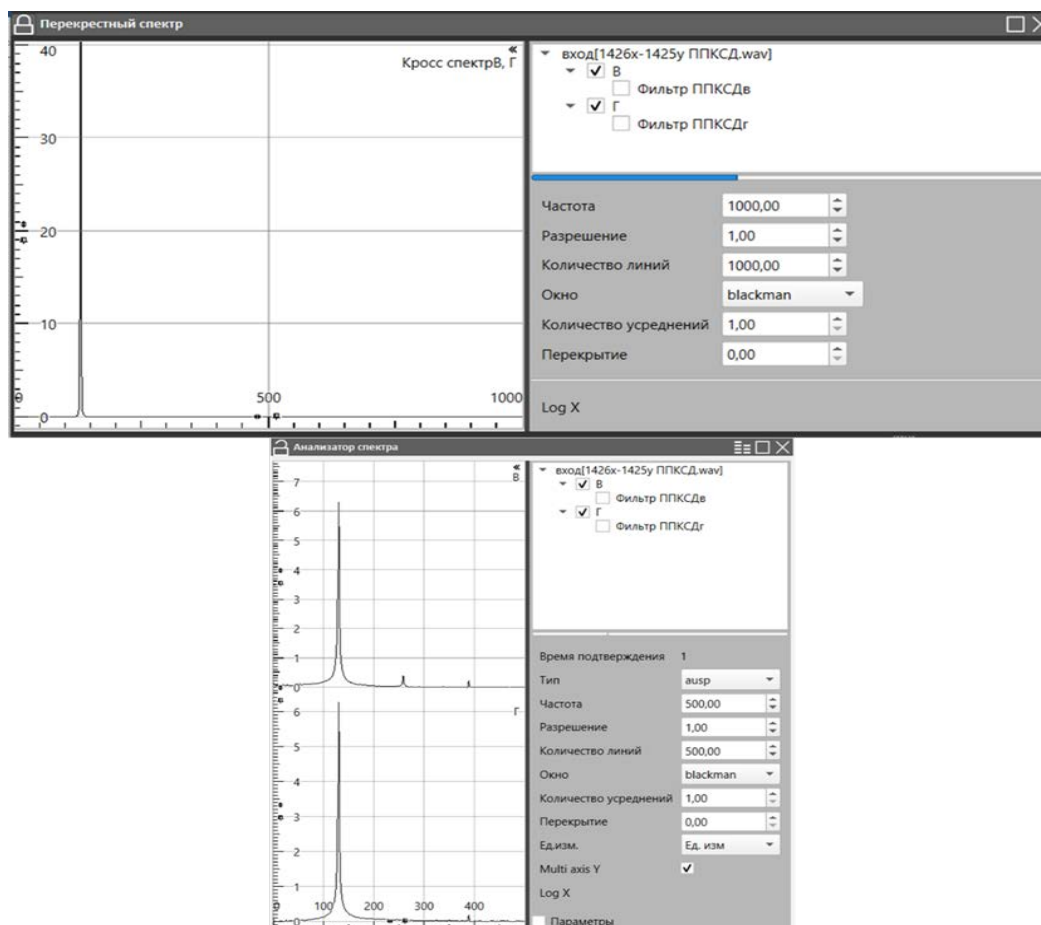 Перекрестный спектр
40
Кросс спектрВ, Г
30
20
10
0
0
500
1000
вход[1426x-1425y ППКСД.wav]
В
Фильтр ППКСДв
Г
Фильтр ППКСДг
Частота 1000,00
Разрешение 1,00
Количество линий 1000,00
Окно blackman
Количество усреднений 1,00
Перекрытие 0,00
Log X
Анализатор спектра
В
7
6
5
4
3
2
1
0
Г
6
5
4
3
2
1
0
0 100 200 300 400
вход[1426x-1425y ППКСД.wav]
В
Фильтр ППКСДв
Г
Фильтр ППКСДг
Время подтверждения 1
Тип ausp
Частота 500,00
Разрешение 1,00
Количество линий 500,00
Окно blackman
Количество усреднений 1,00
Перекрытие 0,00
Ед.изм. Ед. изм
Multi axis Y
Log X
Параметры